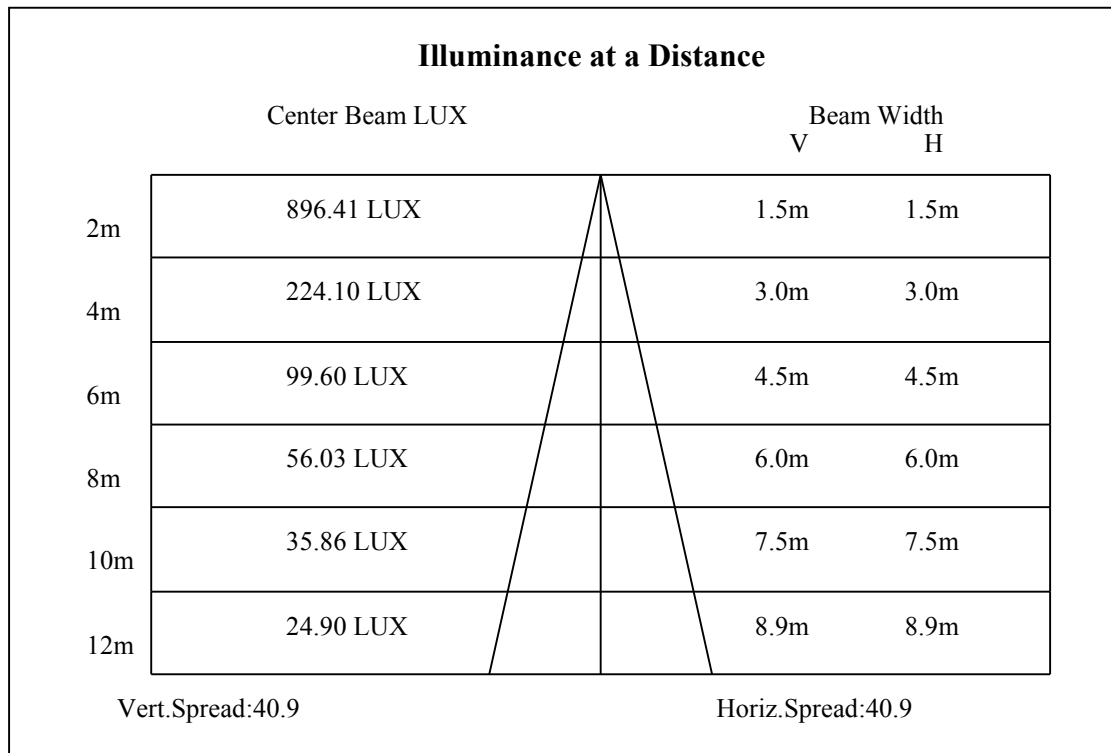 Illuminance at a Distance
Center Beam LUX Beam Width
V H
2m 896.41 LUX 1.5m 1.5m
4m 224.10 LUX 3.0m 3.0m
6m 99.60 LUX 4.5m 4.5m
8m 56.03 LUX 6.0m 6.0m
10m 35.86 LUX 7.5m 7.5m
12m 24.90 LUX 8.9m 8.9m
Vert.Spread:40.9 Horiz.Spread:40.9